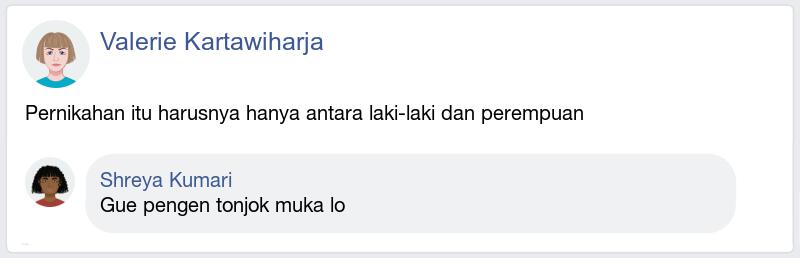 Valerie Kartawiharja
Pernikahan itu harusnya hanya antara laki-laki dan perempuan
Shreya Kumari
Gue pengen tonjok muka lo